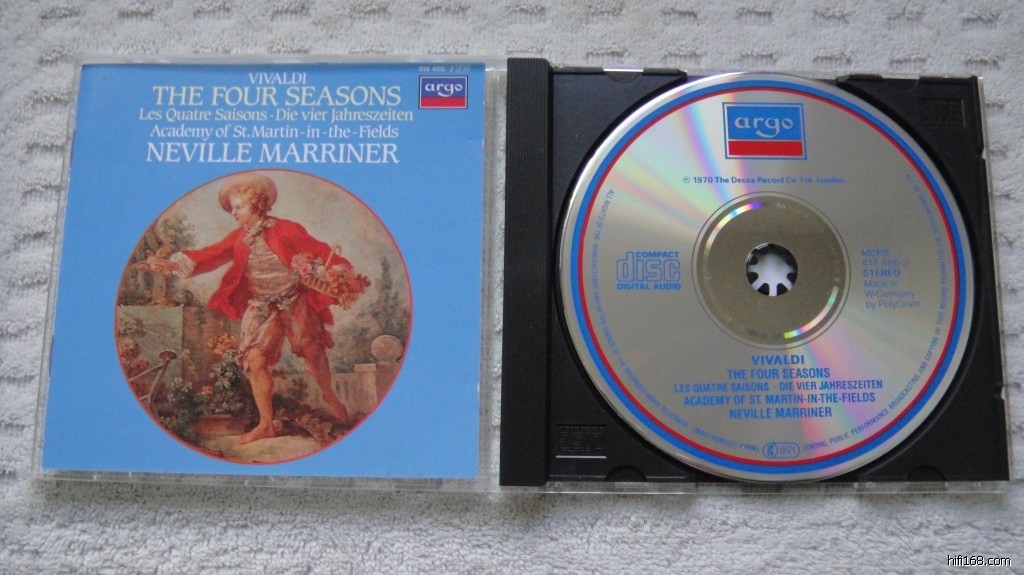 VIVALDI
THE FOUR SEASONS
Les Quatre Saisons · Die vier Jahreszeiten
Academy of St. Martin-in-the-Fields
NEVILLE MARRINER
argo
argo
℗ 1970 The Decca Record Co. Ltd. London
COMPACT
disc
DIGITAL AUDIO
STEREO
Made in
W. Germany
by PolyGram
VIVALDI
THE FOUR SEASONS
LES QUATRE SAISONS · DIE VIER JAHRESZEITEN
ACADEMY OF ST. MARTIN-IN-THE-FIELDS
NEVILLE MARRINER
hifi168.com